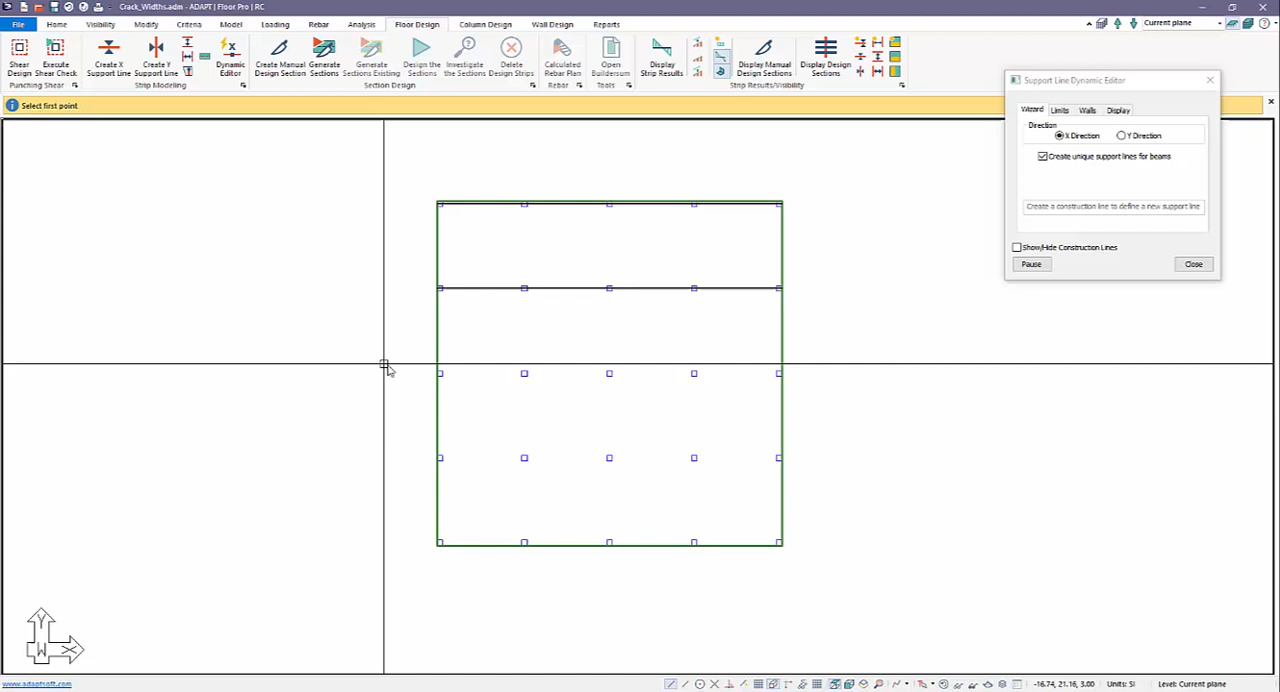 Crack_Widths.adm - ADAPT | Floor Pro | RC
File Home Visibility Modify Criteria Model Loading Rebar Analysis Floor Design Column Design Wall Design Reports Current plane
Shear Design
Execute Shear Check
Create X Support Line
Create Y Support Line
Dynamic Editor
Create Manual Design Section
Generate Sections
Generate Sections Existing
Design the Sections
Investigate the Sections
Delete Design Strips
Calculated Rebar Plan
Open Buildersum
Display Strip Results
Display Manual Design Sections
Display Design Sections
Punching Shear Strip Modeling Section Design Rebar Tools Strip Results/Visibility
Select first point
Support Line Dynamic Editor
Wizard Limits Walls Display
Direction
X Direction Y Direction
Create unique support lines for beams
Create a construction line to define a new support line
Show/Hide Construction Lines
Pause Close
Y
W X
www.adaptsoft.com
-16.74, 21.16, 3.00 Units: SI Level: Current plane